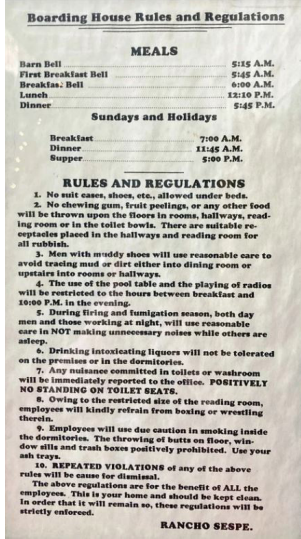 Boarding House Rules and Regulations
MEALS
Barn Bell 5:15 A.M.
First Breakfast Bell 5:45 A.M.
Breakfast Bell 6:00 A.M.
Lunch 12:10 P.M.
Dinner 5:45 P.M.
Sundays and Holidays
Breakfast 7:00 A.M.
Dinner 11:45 A.M.
Supper 5:00 P.M.
RULES AND REGULATIONS
1. No suit cases, shoes, etc., allowed under beds.
2. No chewing gum, fruit peelings, or any other food
will be thrown upon the floors in rooms, hallways, read-
ing room or in the toilet bowls. There are suitable re-
ceptacles placed in the hallways and reading room for
all rubbish.
3. Men with muddy shoes will use reasonable care to
avoid tracing mud or dirt either into dining room or
upstairs into rooms or hallways.
4. The use of the pool table and the playing of radios
will be restricted to the hours between breakfast and
10:00 P.M. in the evening.
5. During firing and fumigation season, both day
men and those working at night, will use reasonable
care in NOT making unnecessary noises while others are
asleep.
6. Drinking intoxicating liquors will not be tolerated
on the premises or in the dormitories.
7. Any nuisance committed in toilets or washroom
will be immediately reported to the office. POSITIVELY
NO STANDING ON TOILET SEATS.
8. Owing to the restricted size of the reading room,
employees will kindly refrain from boxing or wrestling
therein.
9. Employees will use due caution in smoking inside
the dormitories. The throwing of butts on floor, win-
dow sills and trash boxes positively prohibited. Use your
ash trays.
10. REPEATED VIOLATIONS of any of the above
rules will be cause for dismissal.
The above regulations are for the benefit of ALL the
employees. This is your home and should be kept clean.
In order that it will remain so, these regulations will be
strictly enforced.
RANCHO SESPE.